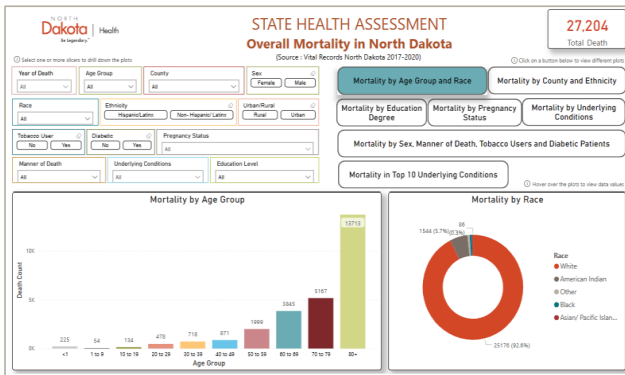 NORTH
Dakota | Health
Be Legendary.™
STATE HEALTH ASSESSMENT
Overall Mortality in North Dakota
(Source : Vital Records North Dakota 2017-2020)
27,204
Total Death
Select one or more slicers to drill down the plots
Click on a button below to view different plots
Year of Death
All
Age Group
All
County
All
Sex
Female
Male
Race
All
Ethnicity
Hispanic/Latinx
Non- Hispanic/ Latinx
Urban/Rural
Rural
Urban
Tobacco User
No
Yes
Diabetic
No
Yes
Pregnancy Status
All
Manner of Death
All
Underlying Conditions
All
Education Level
All
Mortality by Age Group and Race
Mortality by County and Ethnicity
Mortality by Education
Degree
Mortality by Pregnancy
Status
Mortality by Underlying
Conditions
Mortality by Sex, Manner of Death, Tobacco Users and Diabetic Patients
Mortality in Top 10 Underlying Conditions
Hover over the plots to view data values
Mortality by Age Group
Death Count
10K
5K
0K
225
54
134
478
718
871
1999
3845
5167
13713
<1
1 to 9
10 to 19
20 to 29
30 to 39
40 to 49
50 to 59
60 to 69
70 to 79
80+
Age Group
Mortality by Race
86
1544 (5.7%)
(0.3%)
25176 (92.6%)
Race
White
American Indian
Other
Black
Asian/ Pacific Islan...